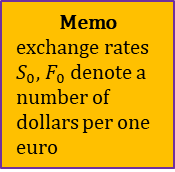 Memo
exchange rates
S₀, F₀ denote a
number of
dollars per one
euro